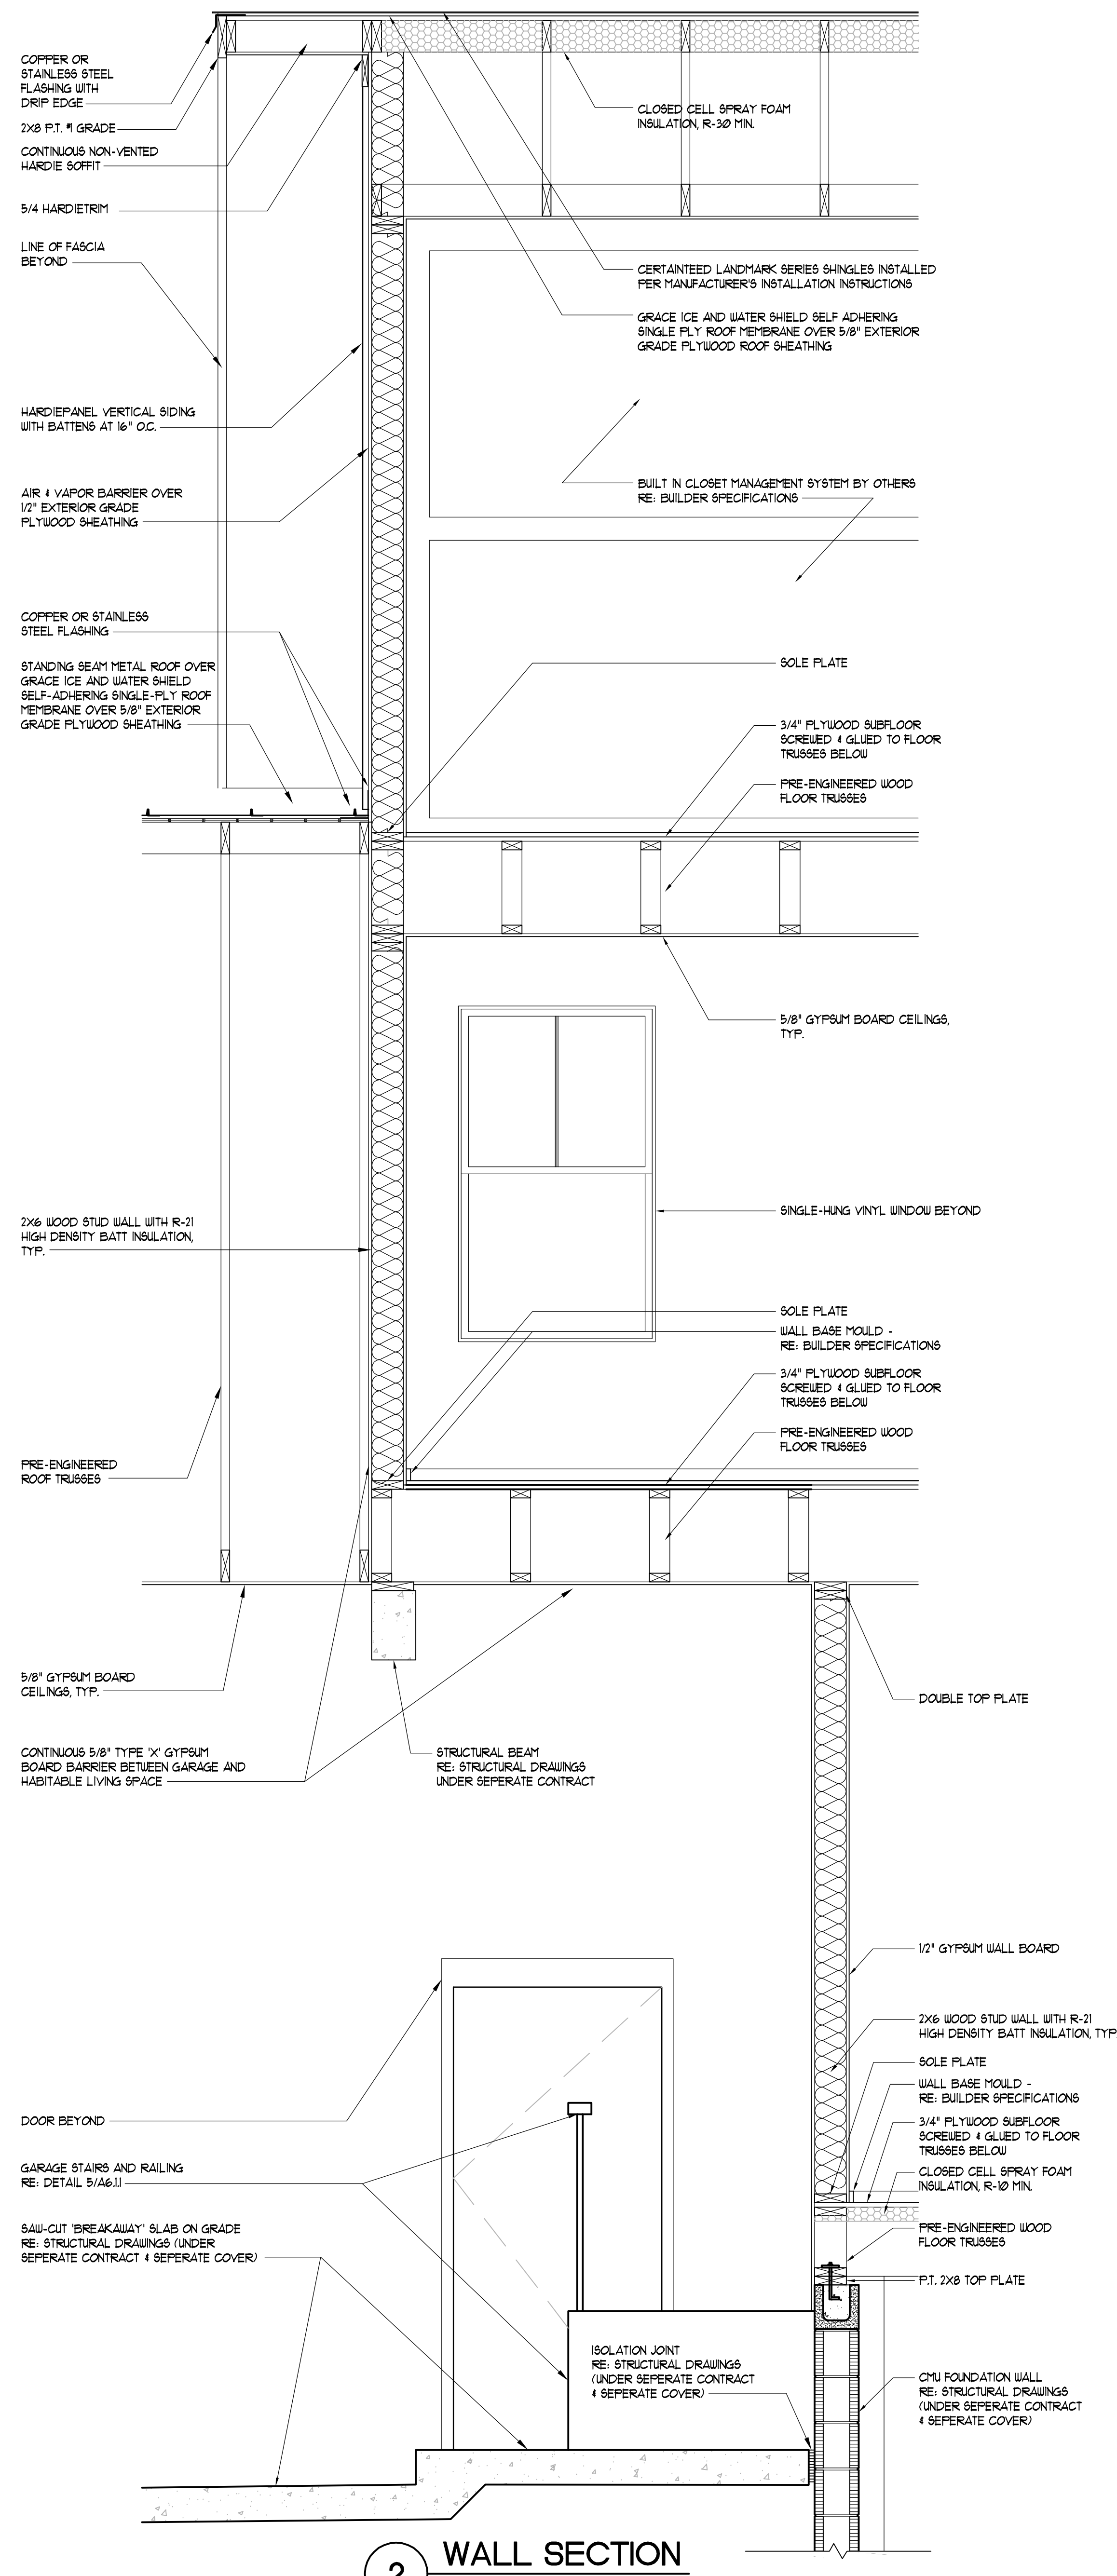 COPPER OR
STAINLESS STEEL
FLASHING WITH
DRIP EDGE
2X8 P.T. #1 GRADE
CONTINUOUS NON-VENTED
HARDIE SOFFIT
5/4 HARDIETRIM
LINE OF FASCIA
BEYOND
HARDIEPANEL VERTICAL SIDING
WITH BATTENS AT 16" O.C.
AIR & VAPOR BARRIER OVER
1/2" EXTERIOR GRADE
PLYWOOD SHEATHING
COPPER OR STAINLESS
STEEL FLASHING
STANDING SEAM METAL ROOF OVER
GRACE ICE AND WATER SHIELD
SELF-ADHERING SINGLE-PLY ROOF
MEMBRANE OVER 5/8" EXTERIOR
GRADE PLYWOOD SHEATHING
2X6 WOOD STUD WALL WITH R-21
HIGH DENSITY BATT INSULATION,
TYP.
PRE-ENGINEERED
ROOF TRUSSES
5/8" GYPSUM BOARD
CEILINGS, TYP.
CONTINUOUS 5/8" TYPE 'X' GYPSUM
BOARD BARRIER BETWEEN GARAGE AND
HABITABLE LIVING SPACE
DOOR BEYOND
GARAGE STAIRS AND RAILING
RE: DETAIL 5/A6.1.1
SAW-CUT 'BREAKAWAY' SLAB ON GRADE
RE: STRUCTURAL DRAWINGS (UNDER
SEPERATE CONTRACT & SEPERATE COVER)
CLOSED CELL SPRAY FOAM
INSULATION, R-30 MIN.
CERTAINTEED LANDMARK SERIES SHINGLES INSTALLED
PER MANUFACTURER'S INSTALLATION INSTRUCTIONS
GRACE ICE AND WATER SHIELD SELF ADHERING
SINGLE PLY ROOF MEMBRANE OVER 5/8" EXTERIOR
GRADE PLYWOOD ROOF SHEATHING
BUILT IN CLOSET MANAGEMENT SYSTEM BY OTHERS
RE: BUILDER SPECIFICATIONS
SOLE PLATE
3/4" PLYWOOD SUBFLOOR
SCREWED & GLUED TO FLOOR
TRUSSES BELOW
PRE-ENGINEERED WOOD
FLOOR TRUSSES
5/8" GYPSUM BOARD CEILINGS,
TYP.
SINGLE-HUNG VINYL WINDOW BEYOND
SOLE PLATE
WALL BASE MOULD -
RE: BUILDER SPECIFICATIONS
3/4" PLYWOOD SUBFLOOR
SCREWED & GLUED TO FLOOR
TRUSSES BELOW
PRE-ENGINEERED WOOD
FLOOR TRUSSES
DOUBLE TOP PLATE
STRUCTURAL BEAM
RE: STRUCTURAL DRAWINGS
UNDER SEPERATE CONTRACT
1/2" GYPSUM WALL BOARD
2X6 WOOD STUD WALL WITH R-21
HIGH DENSITY BATT INSULATION, TYP
SOLE PLATE
WALL BASE MOULD -
RE: BUILDER SPECIFICATIONS
3/4" PLYWOOD SUBFLOOR
SCREWED & GLUED TO FLOOR
TRUSSES BELOW
CLOSED CELL SPRAY FOAM
INSULATION, R-10 MIN.
PRE-ENGINEERED WOOD
FLOOR TRUSSES
P.T. 2X8 TOP PLATE
ISOLATION JOINT
RE: STRUCTURAL DRAWINGS
(UNDER SEPERATE CONTRACT
& SEPERATE COVER)
CMU FOUNDATION WALL
RE: STRUCTURAL DRAWINGS
(UNDER SEPERATE CONTRACT
& SEPERATE COVER)
2 WALL SECTION